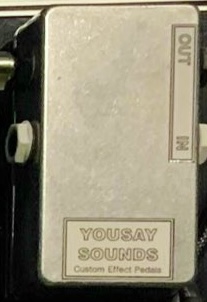 OUT
IN
YOUSAY
SOUNDS
Custom Effect Pedals